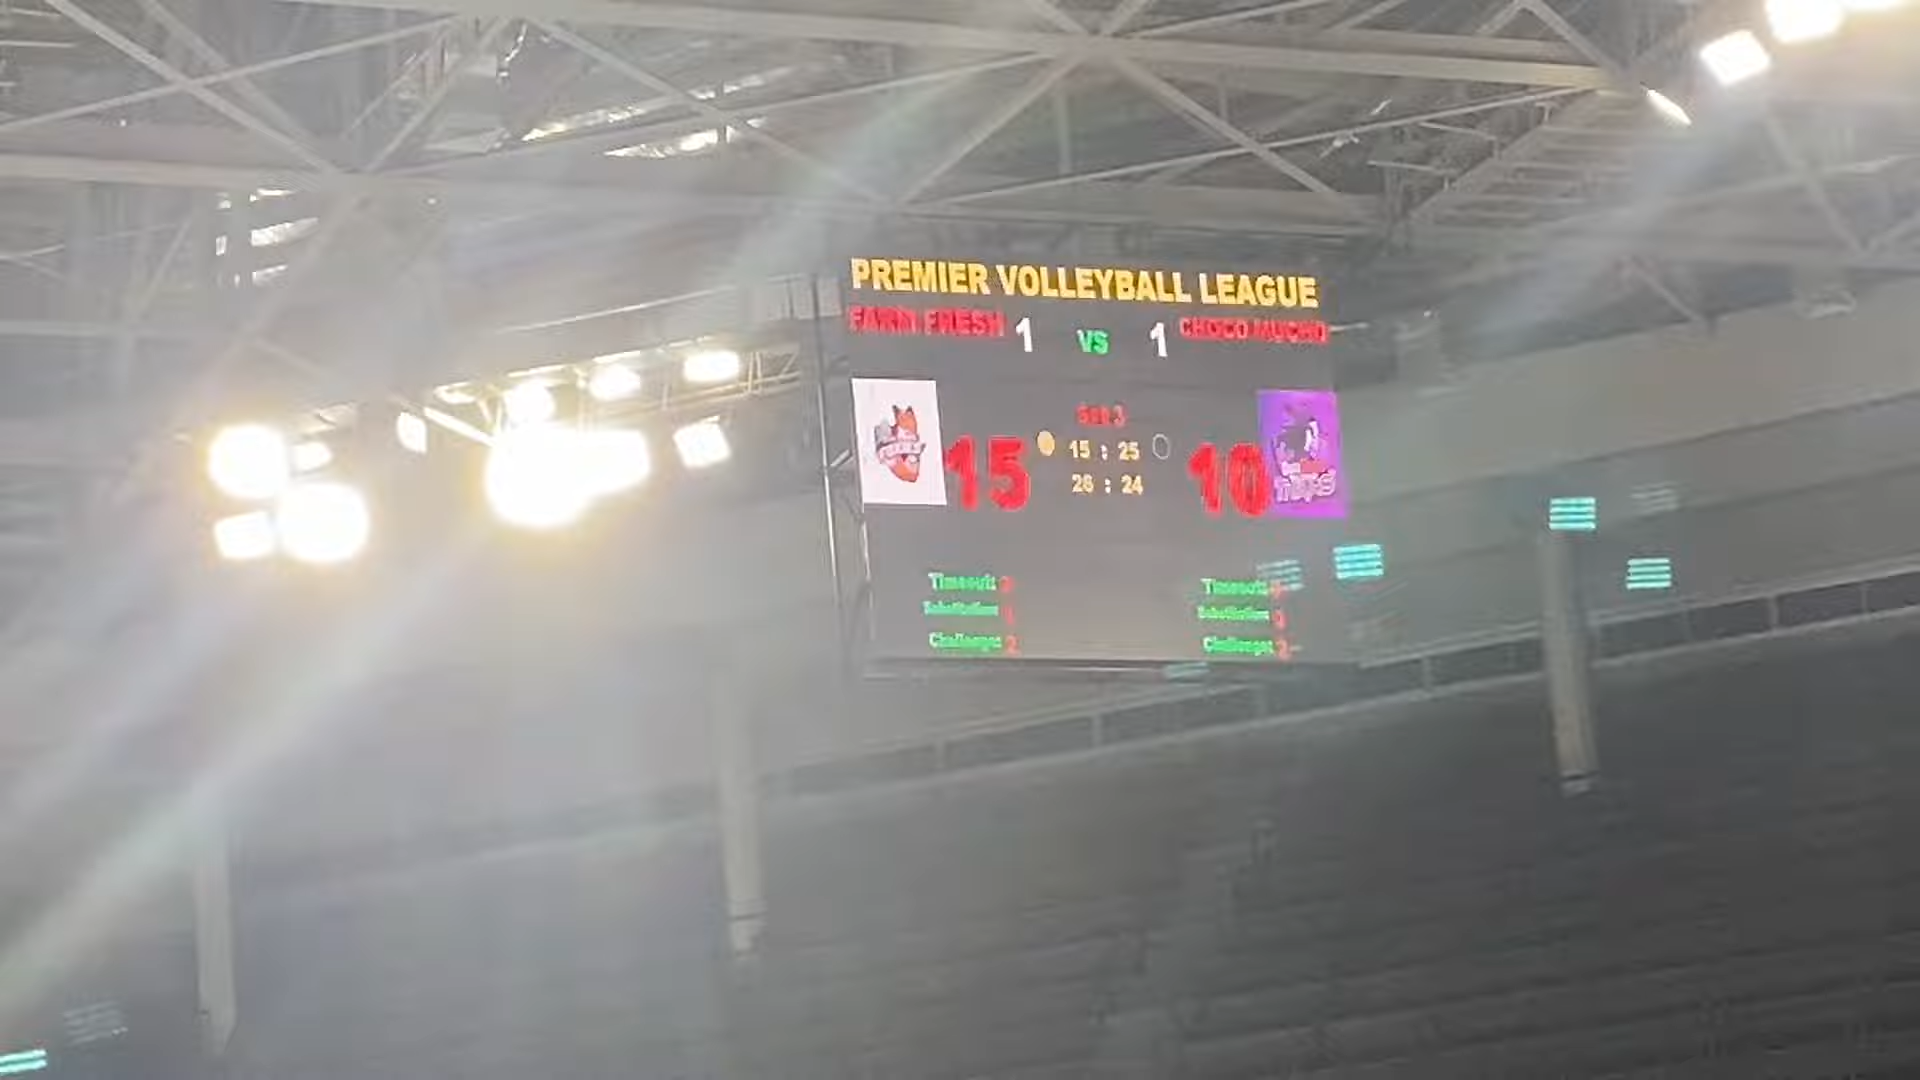 PREMIER VOLLEYBALL LEAGUE
FARM FRESH 1 VS 1 CHOCO MUCHO
Set 3
15 15 : 25 10
26 : 24
Timeout: Timeout:
Substitution: Substitution:
Challenge: 2 Challenge: 2